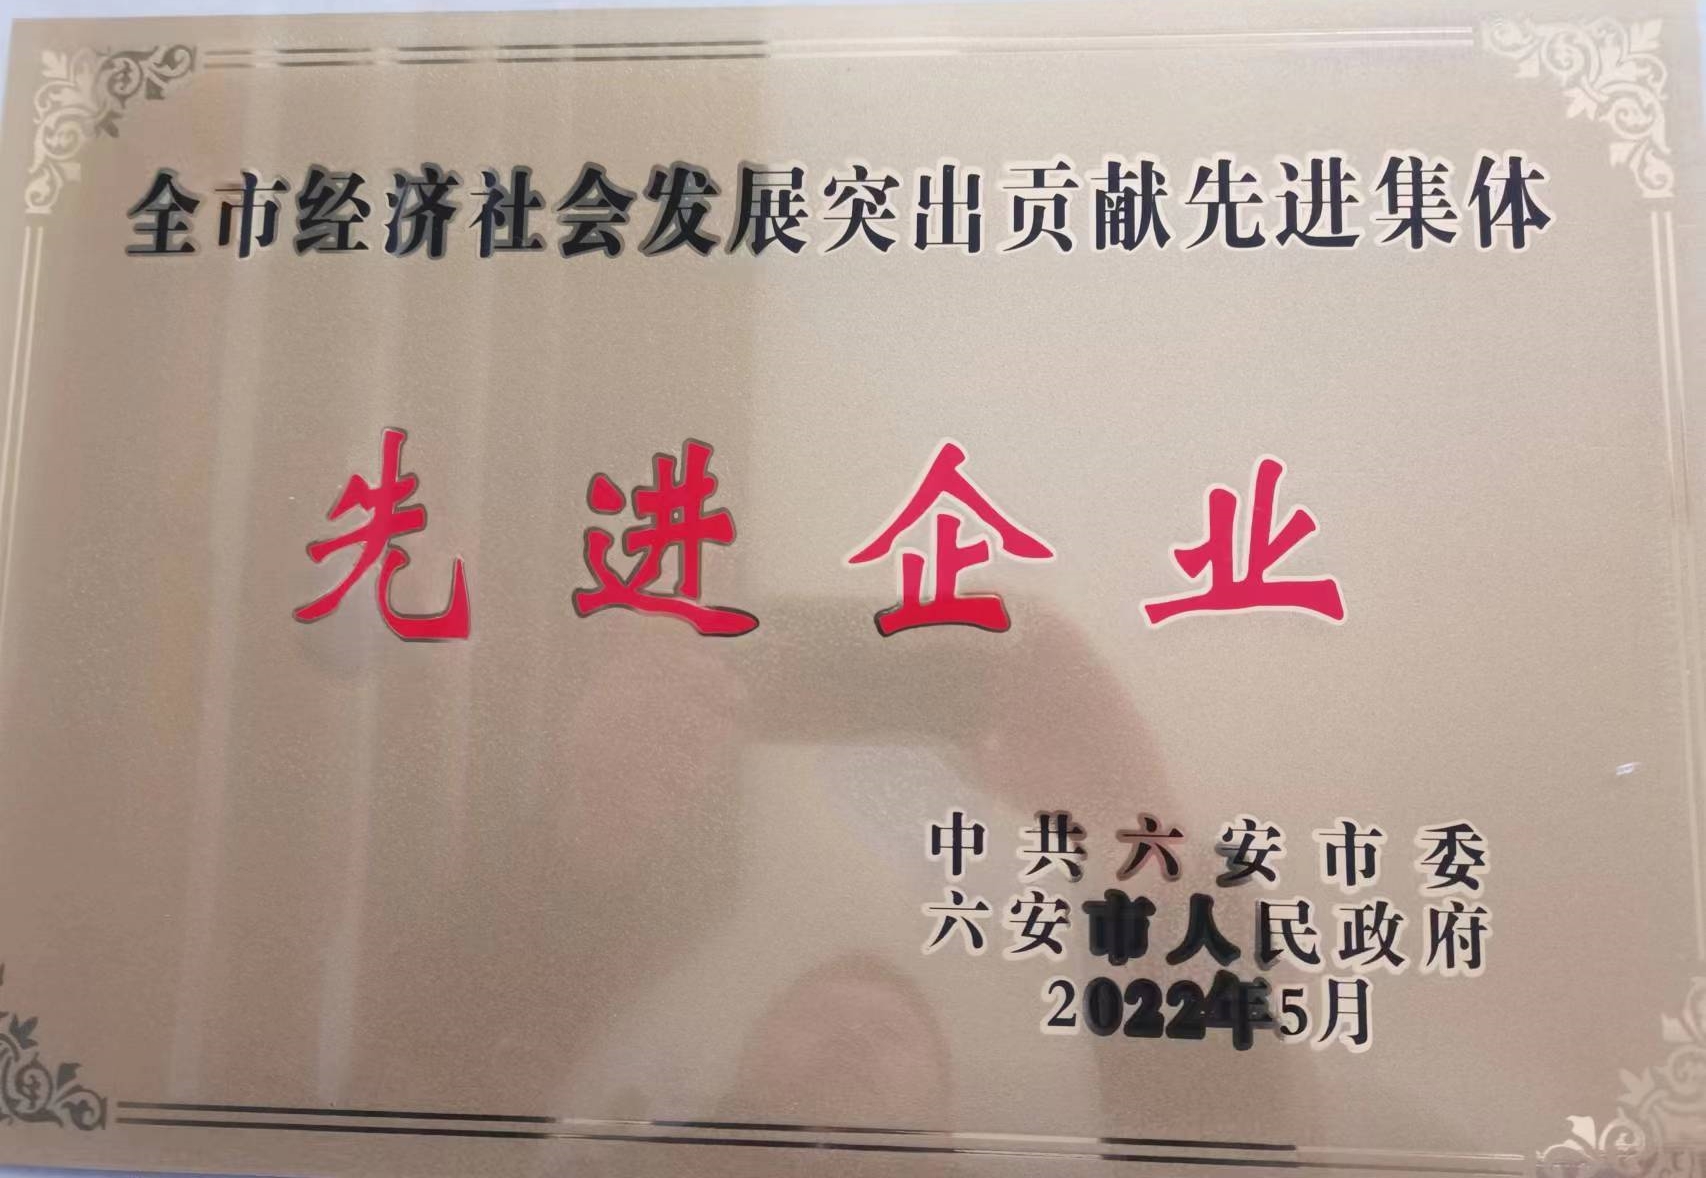 全市经济社会发展突出贡献先进集体
先进企业
中共六安市委
六安市人民政府
2022年5月